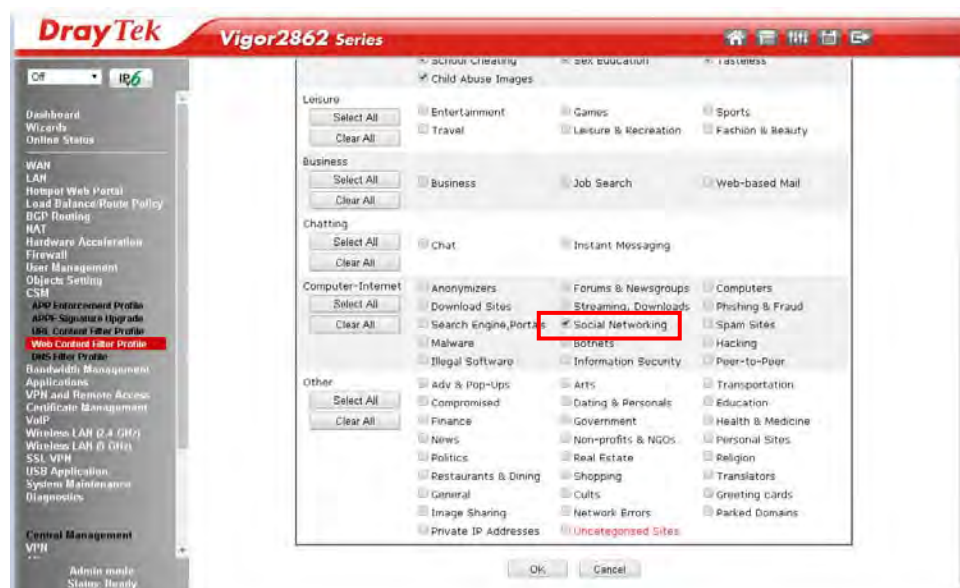 DrayTek
Vigor2862 Series
Off
IPv6
Dashboard
Wizards
Online Status
WAN
LAN
Hotspot Web Portal
Load Balance/Route Policy
BGP Routing
NAT
Hardware Acceleration
Firewall
User Management
Objects Setting
CSM
APP Enforcement Profile
APPE Signature Upgrade
URL Content Filter Profile
Web Content Filter Profile
DNS Filter Profile
Bandwidth Management
Applications
VPN and Remote Access
Certificate Management
VoIP
Wireless LAN (2.4 GHz)
Wireless LAN (5 GHz)
SSL VPN
USB Application
System Maintenance
Diagnostics
Central Management
VPN
Admin mode
Status: Ready
School Cheating Sex Education Tasteless
Child Abuse Images
Leisure
Select All
Clear All
Entertainment Games Sports
Travel Leisure & Recreation Fashion & Beauty
Business
Select All
Clear All
Business Job Search Web-based Mail
Chatting
Select All
Clear All
Chat Instant Messaging
Computer-Internet
Select All
Clear All
Anonymizers Forums & Newsgroups Computers
Download Sites Streaming, Downloads Phishing & Fraud
Search Engine,Portals Social Networking Spam Sites
Malware Botnets Hacking
Illegal Software Information Security Peer-to-Peer
Other
Select All
Clear All
Adv & Pop-Ups Arts Transportation
Compromised Dating & Personals Education
Finance Government Health & Medicine
News Non-profits & NGOs Personal Sites
Politics Real Estate Religion
Restaurants & Dining Shopping Translators
General Cults Greeting cards
Image Sharing Network Errors Parked Domains
Private IP Addresses Uncategorised Sites
OK Cancel